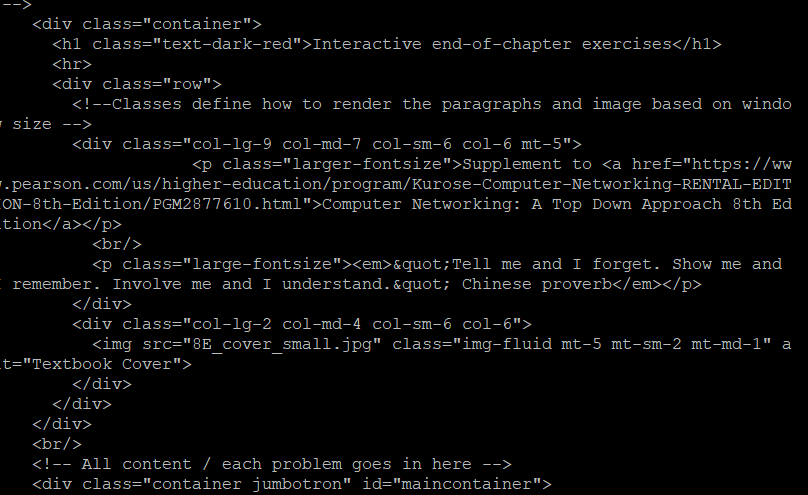 -->
<div class="container">
<h1 class="text-dark-red">Interactive end-of-chapter exercises</h1>
<hr>
<div class="row">
<!--Classes define how to render the paragraphs and image based on windo
w size -->
<div class="col-lg-9 col-md-7 col-sm-6 col-6 mt-5">
<p class="larger-fontsize">Supplement to <a href="https://ww
w.pearson.com/us/higher-education/program/Kurose-Computer-Networking-RENTAL-EDIT
ION-8th-Edition/PGM2877610.html">Computer Networking: A Top Down Approach 8th Ed
ition</a></p>
<br/>
<p class="large-fontsize"><em>&quot;Tell me and I forget. Show me and
I remember. Involve me and I understand.&quot; Chinese proverb</em></p>
</div>
<div class="col-lg-2 col-md-4 col-sm-6 col-6">
<img src="8E_cover_small.jpg" class="img-fluid mt-5 mt-sm-2 mt-md-1" a
lt="Textbook Cover">
</div>
</div>
</div>
<br/>
<!-- All content / each problem goes in here -->
<div class="container jumbotron" id="maincontainer">